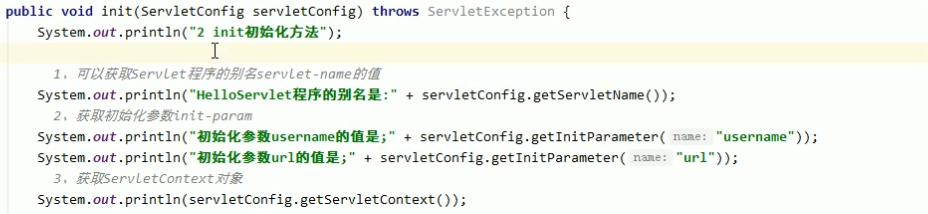 public void init(ServletConfig servletConfig) throws ServletException {
System.out.println("2 init初始化方法");
1、可以获取Servlet程序的别名servlet-name的值
System.out.println("HelloServlet程序的别名是:" + servletConfig.getServletName());
2、获取初始化参数init-param
System.out.println("初始化参数username的值是;" + servletConfig.getInitParameter( name: "username"));
System.out.println("初始化参数url的值是;" + servletConfig.getInitParameter( name: "url"));
3、获取ServletContext对象
System.out.println(servletConfig.getServletContext());